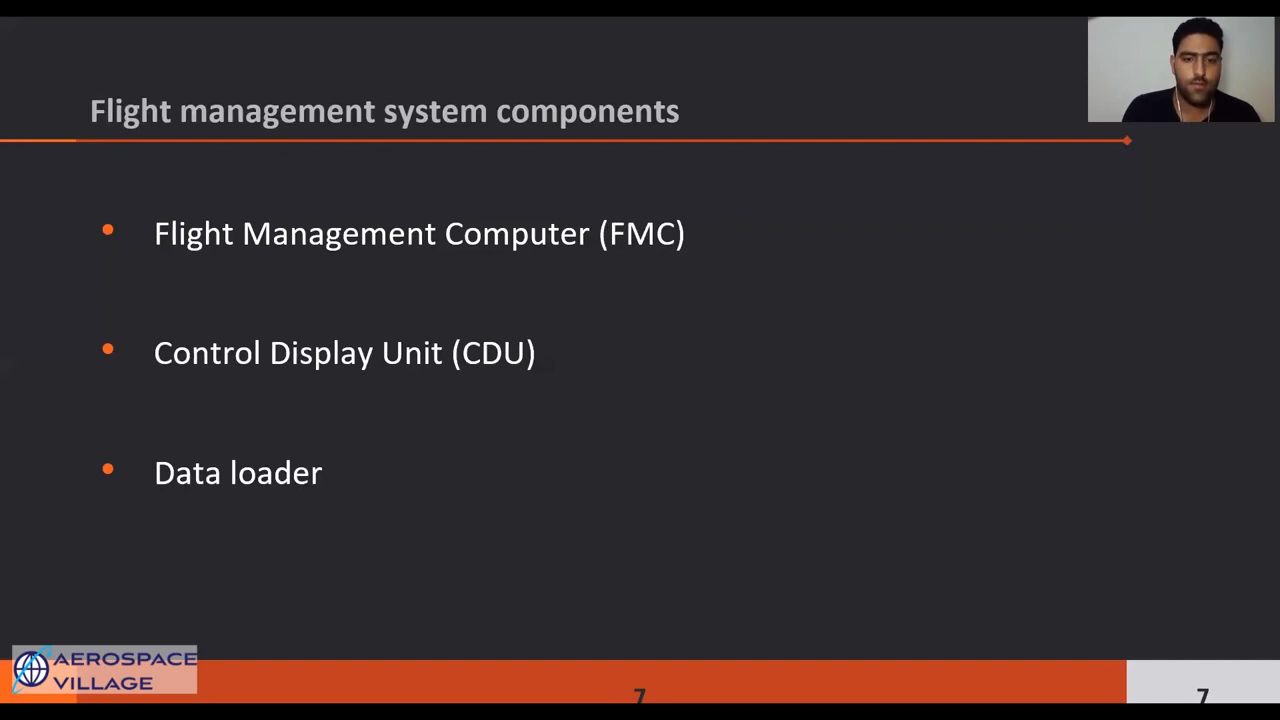 Flight management system components
Flight Management Computer (FMC)
Control Display Unit (CDU)
Data loader
AEROSPACE
VILLAGE
7
7